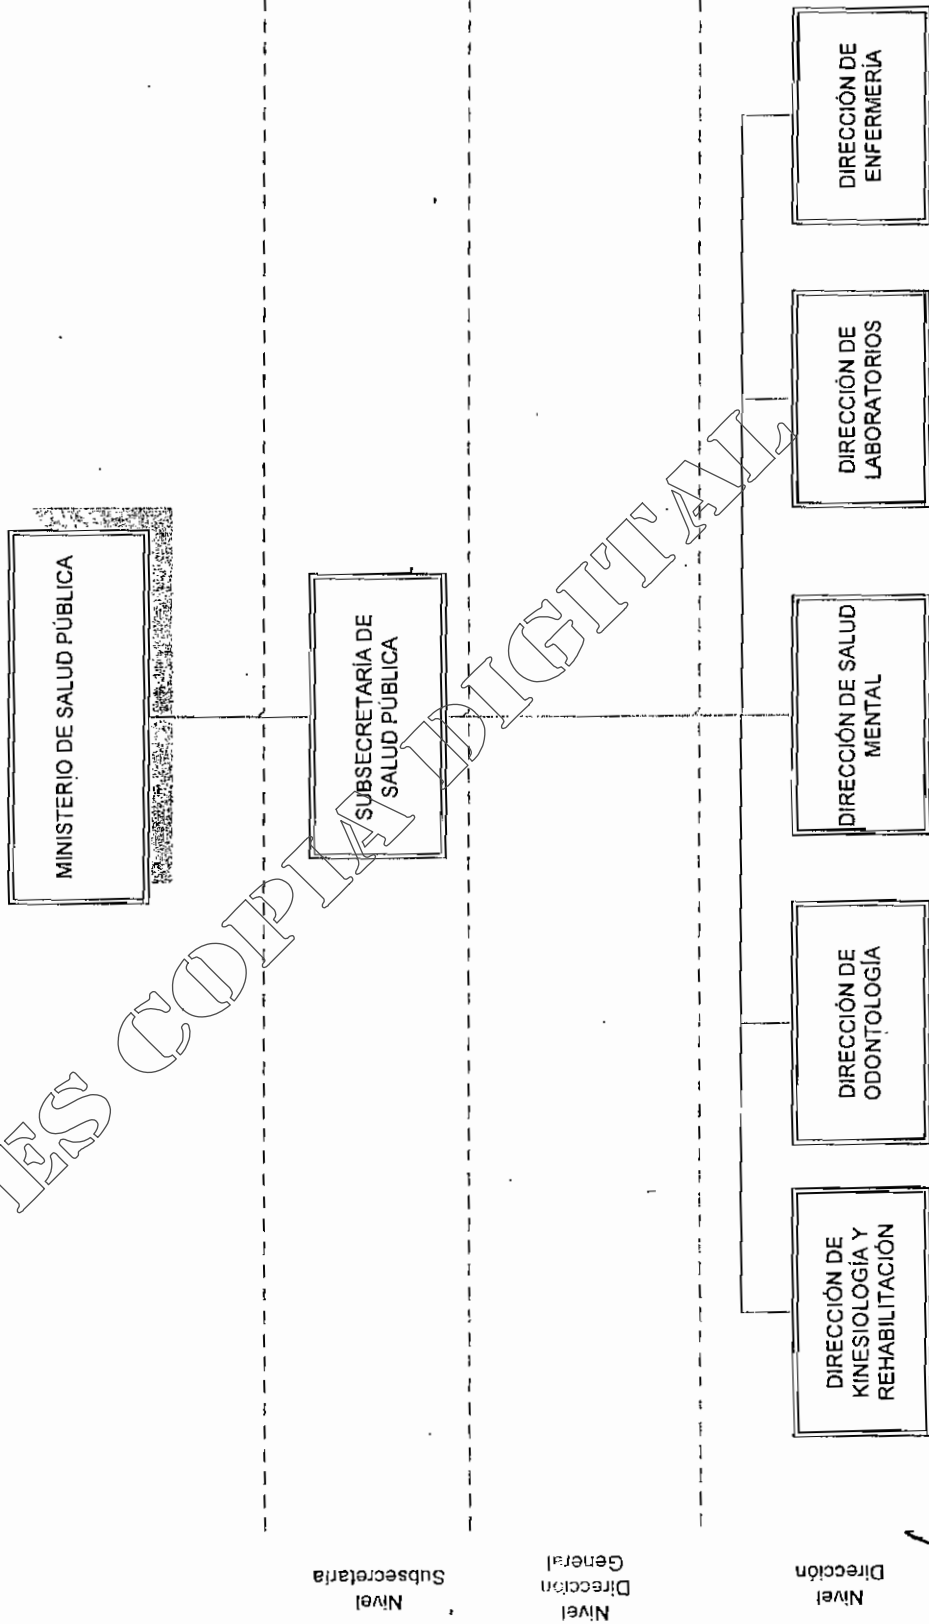 MINISTERIO DE SALUD PÚBLICA
Nivel
Subsecretaría
SUBSECRETARÍA DE
SALUD PÚBLICA
Nivel
Dirección
General
Nivel
Dirección
DIRECCIÓN DE
KINESIOLOGÍA Y
REHABILITACIÓN
DIRECCIÓN DE
ODONTOLOGÍA
DIRECCIÓN DE SALUD
MENTAL
DIRECCIÓN DE
LABORATORIOS
DIRECCIÓN DE
ENFERMERÍA
ES COPIA DIGITAL